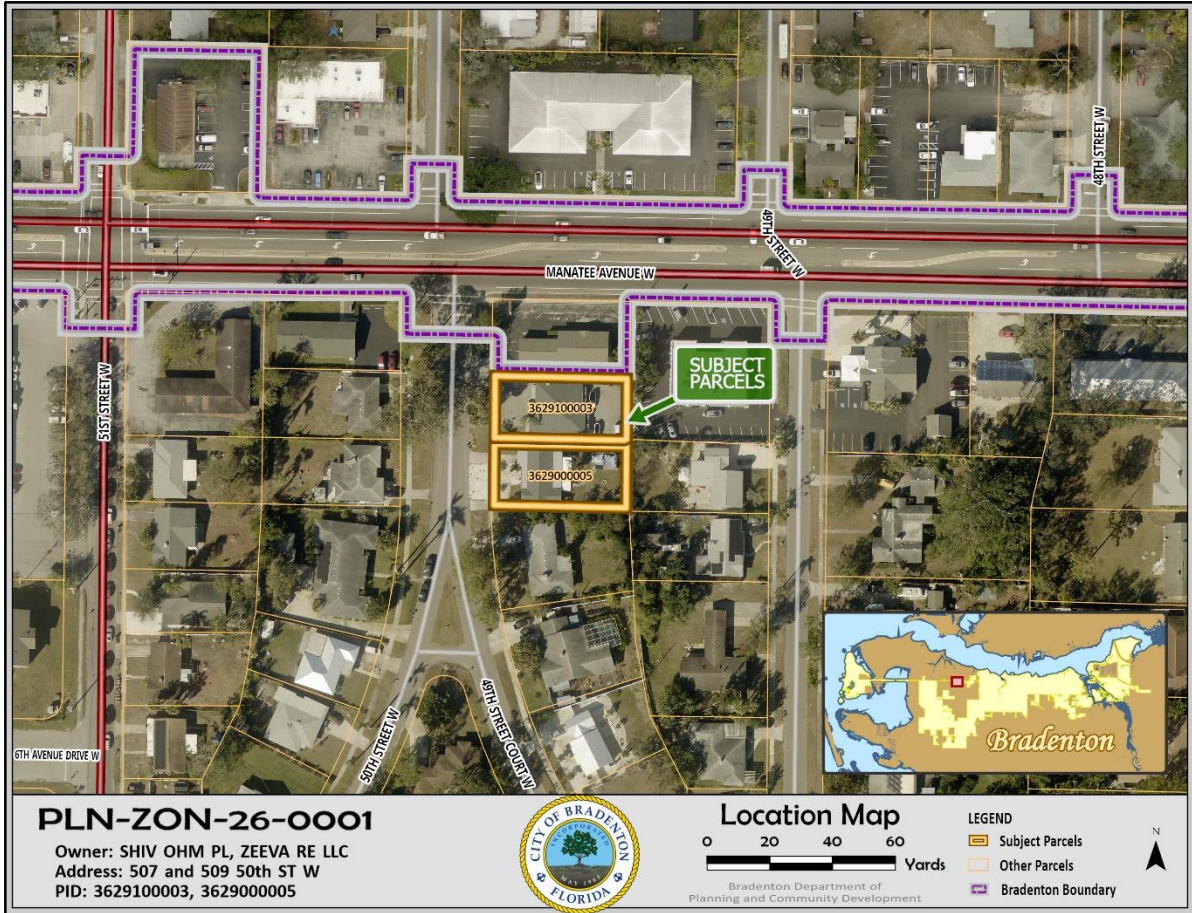 48TH STREET W
49TH STREET W
MANATEE AVENUE W
SUBJECT
PARCELS
51ST STREET W
3629100003
3629000005
50TH STREET W
49TH STREET COURT W
6TH AVENUE DRIVE W
Bradenton
PLN-ZON-26-0001
Owner: SHIV OHM PL, ZEEVA RE LLC
Address: 507 and 509 50th ST W
PID: 3629100003, 3629000005
CITY OF BRADENTON
INCORPORATED
FLORIDA
Location Map
0 20 40 60
Yards
Bradenton Department of
Planning and Community Development
LEGEND
Subject Parcels
Other Parcels
Bradenton Boundary
N